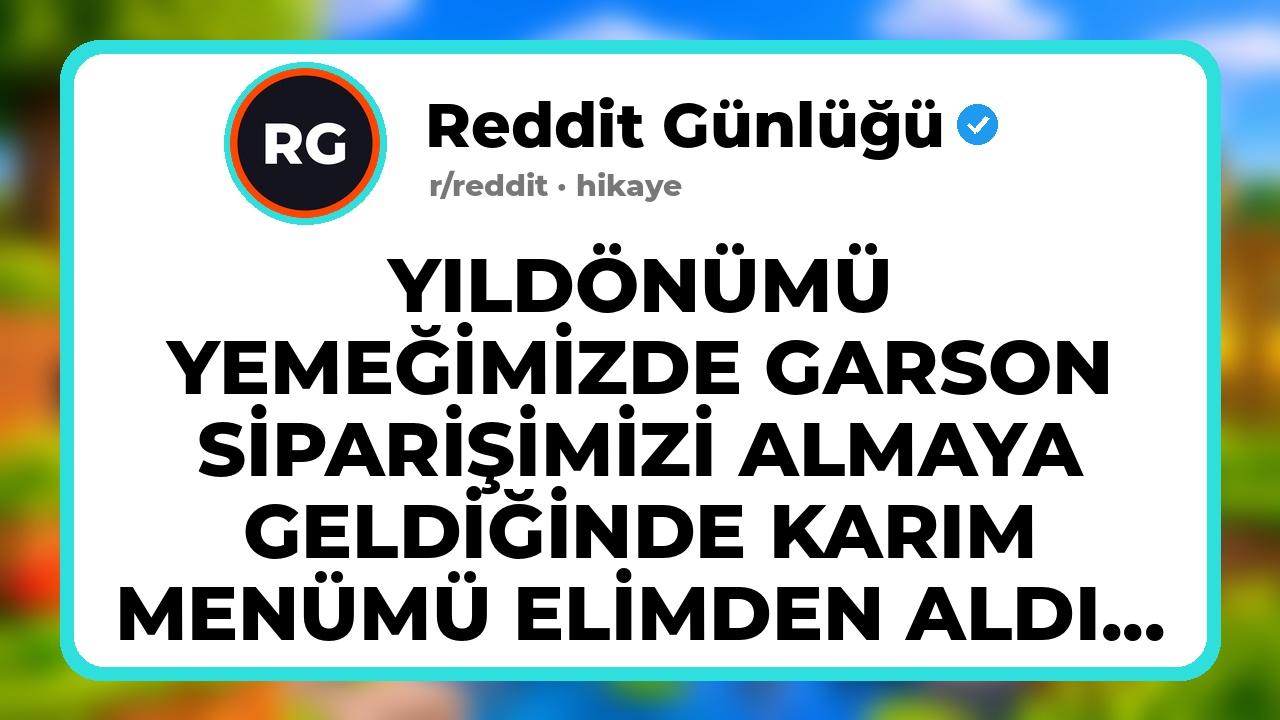 RG
Reddit Günlüğü
r/reddit • hikaye
YILDÖNÜMÜ
YEMEĞİMİZDE GARSON
SİPARİŞİMİZİ ALMAYA
GELDİĞİNDE KARIM
MENÜMÜ ELİMDEN ALDI...